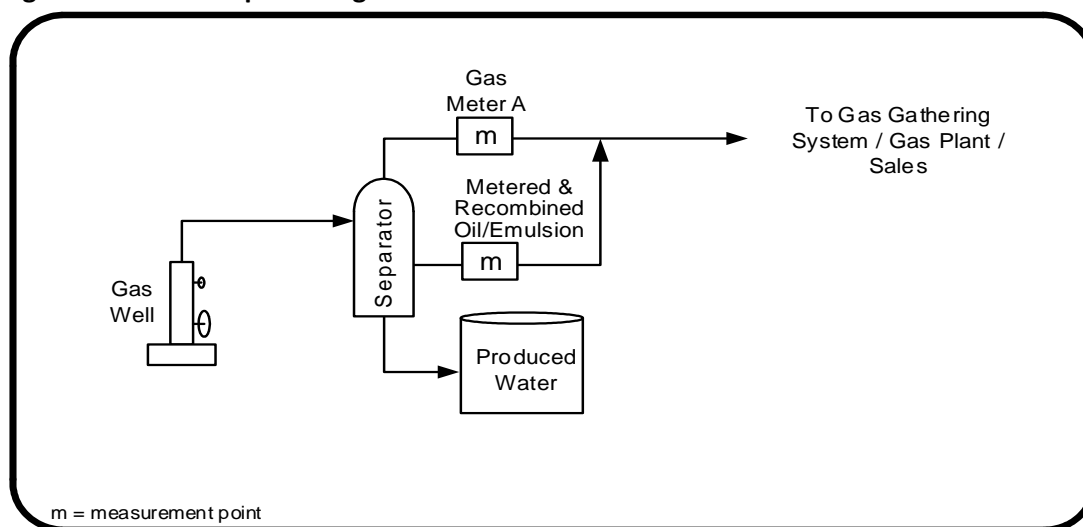 Gas
Meter A
m
To Gas Gathering
System / Gas Plant /
Sales
Metered &
Recombined
Oil/Emulsion
m
Separator
Gas
Well
Produced
Water
m = measurement point